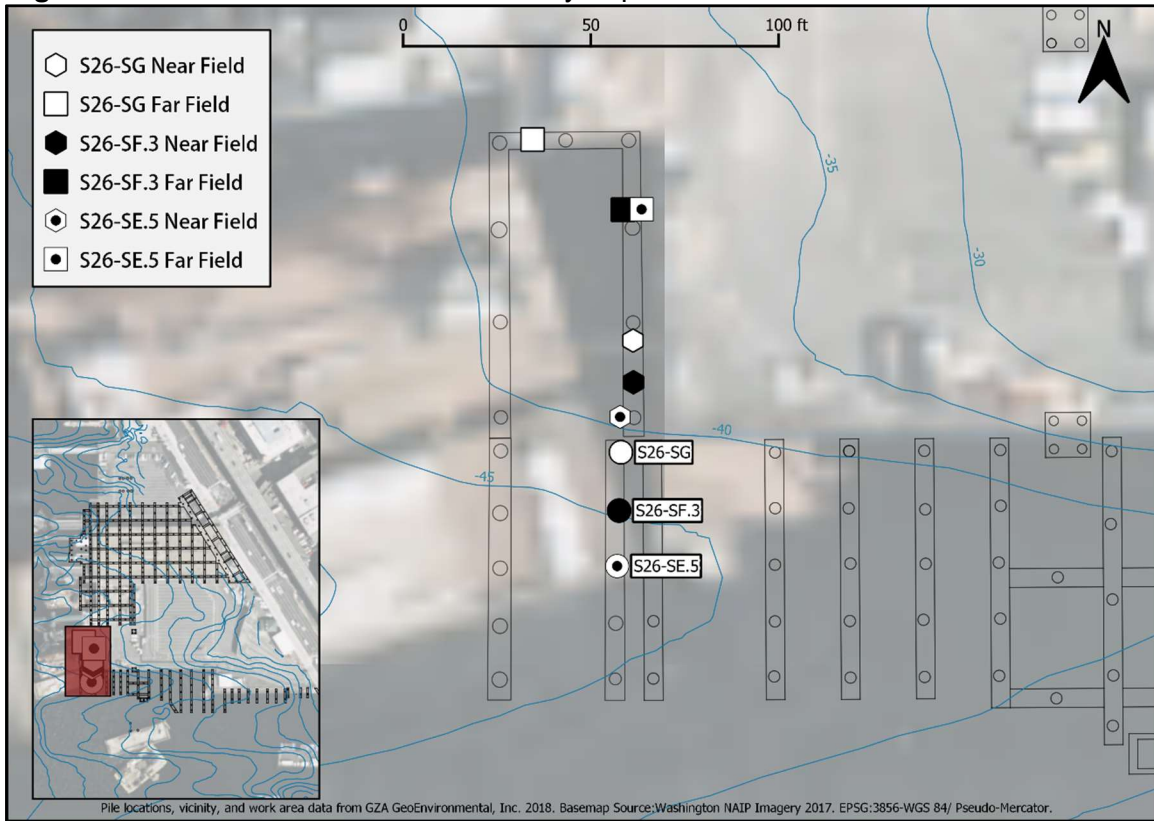 0 50 100 ft
N
S26-SG Near Field
S26-SG Far Field
S26-SF.3 Near Field
S26-SF.3 Far Field
S26-SE.5 Near Field
S26-SE.5 Far Field
-35
-30
-40
-45
S26-SG
S26-SF.3
S26-SE.5
Pile locations, vicinity, and work area data from GZA GeoEnvironmental, Inc. 2018. Basemap Source:Washington NAIP Imagery 2017. EPSG:3856-WGS 84/ Pseudo-Mercator.